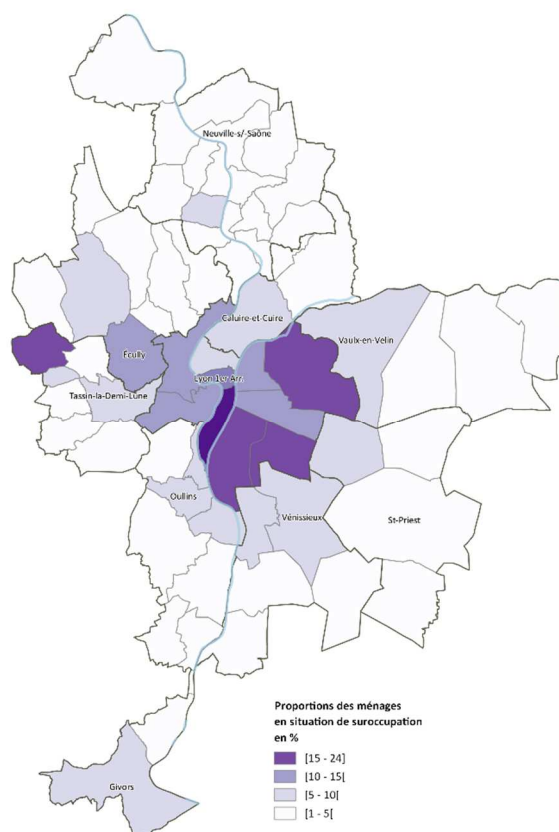 Neuville-s/-Saône
Caluire-et-Cuire
Vaulx-en-Velin
Écully
Lyon 1er Arr.
Tassin-la-Demi-Lune
Oullins
Vénissieux
St-Priest
Proportions des ménages
en situation de suroccupation
en %
[15 - 24]
[10 - 15[
[5 - 10[
[1 - 5[
Givors